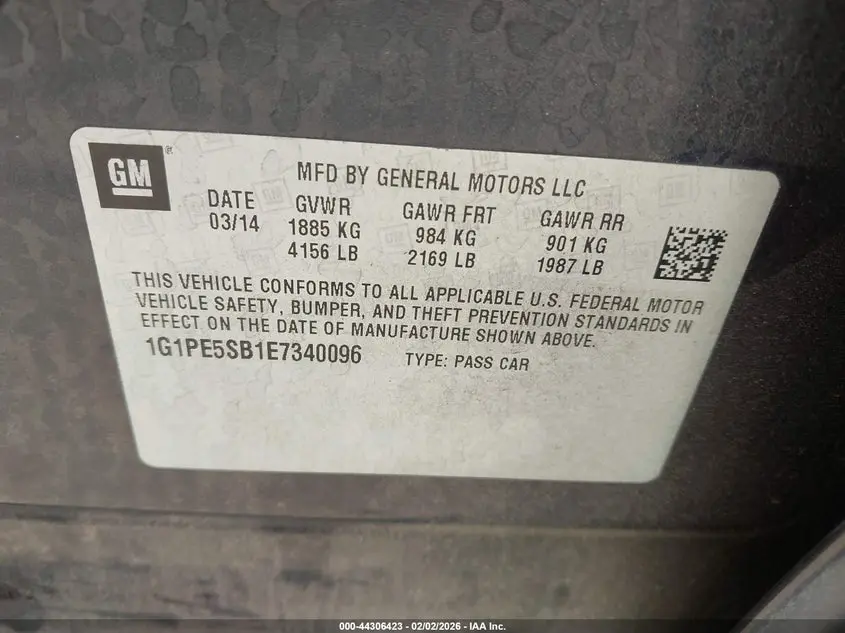 GM
MFD BY GENERAL MOTORS LLC
DATE GVWR GAWR FRT GAWR RR
03/14 1885 KG 984 KG 901 KG
4156 LB 2169 LB 1987 LB
THIS VEHICLE CONFORMS TO ALL APPLICABLE U.S. FEDERAL MOTOR
VEHICLE SAFETY, BUMPER, AND THEFT PREVENTION STANDARDS IN
EFFECT ON THE DATE OF MANUFACTURE SHOWN ABOVE.
1G1PE5SB1E7340096 TYPE: PASS CAR
000-44306423 - 02/02/2026 - IAA Inc.